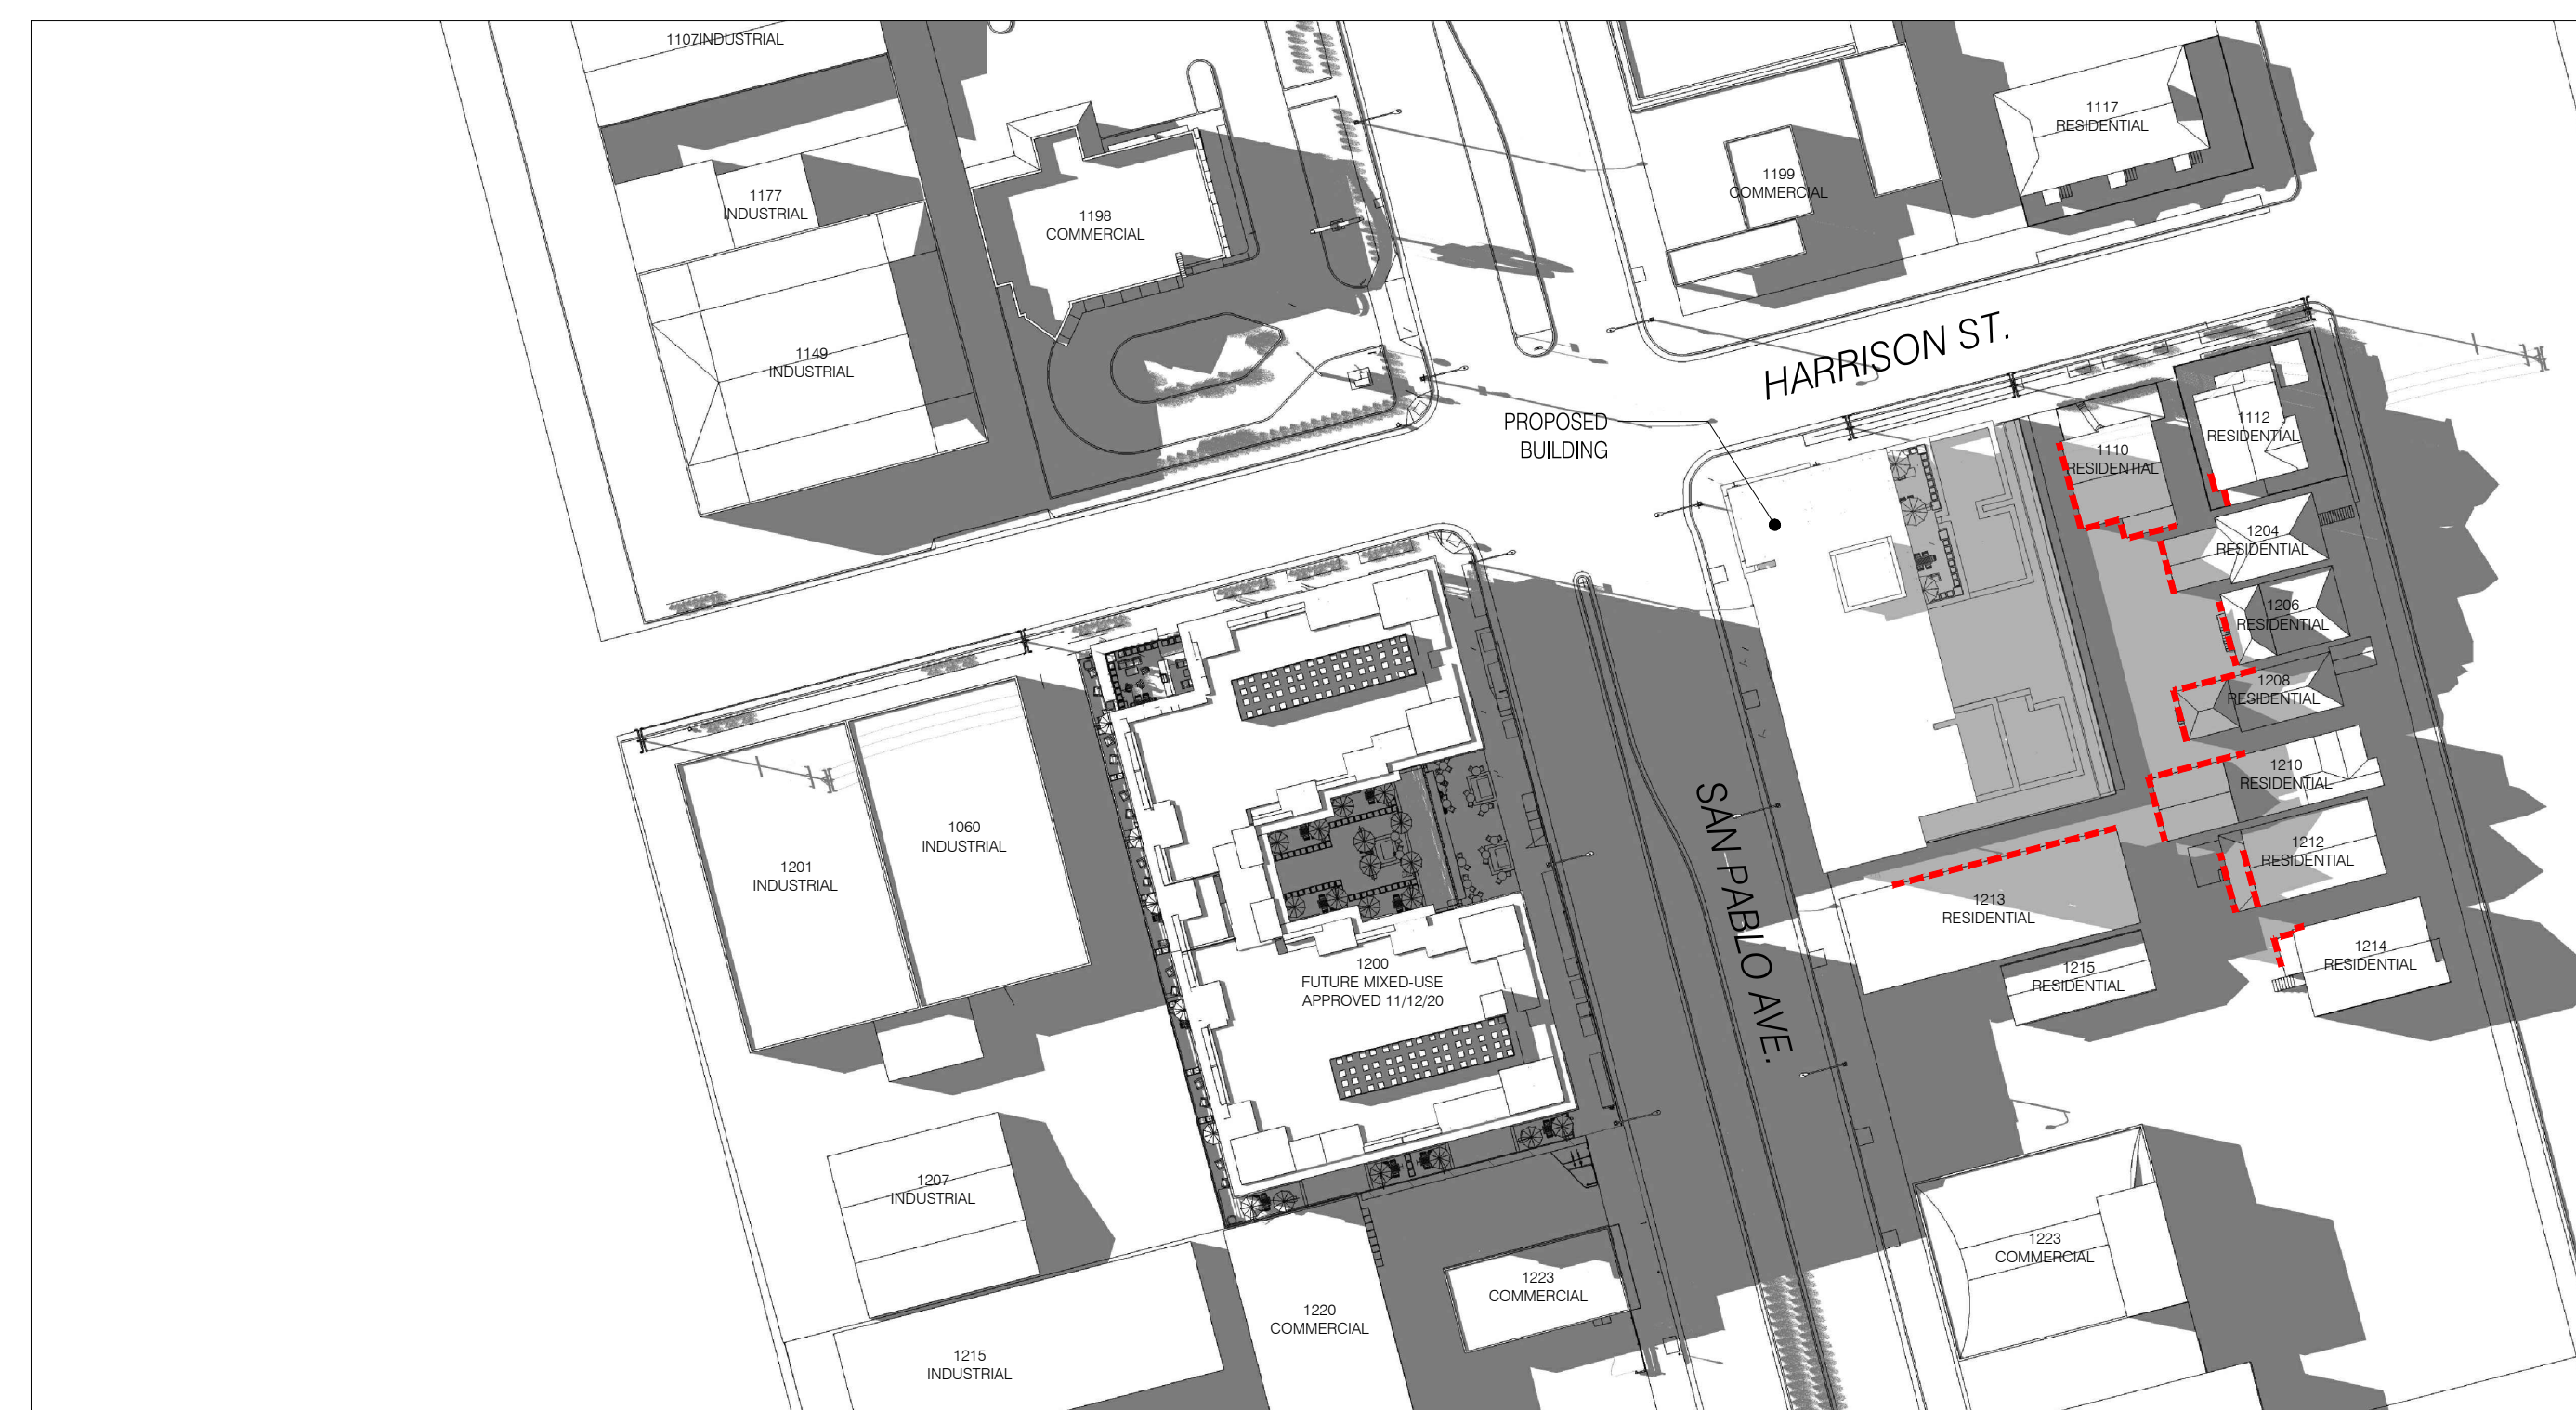 1107INDUSTRIAL
1177
INDUSTRIAL
1198
COMMERCIAL
1149
INDUSTRIAL
1199
COMMERCIAL
1117
RESIDENTIAL
HARRISON ST.
PROPOSED
BUILDING
1112
RESIDENTIAL
1110
RESIDENTIAL
1204
RESIDENTIAL
1206
RESIDENTIAL
1208
RESIDENTIAL
1210
RESIDENTIAL
1212
RESIDENTIAL
1213
RESIDENTIAL
1214
RESIDENTIAL
1215
RESIDENTIAL
SAN PABLO AVE.
1060
INDUSTRIAL
1201
INDUSTRIAL
1200
FUTURE MIXED-USE
APPROVED 11/12/20
1207
INDUSTRIAL
1223
COMMERCIAL
1223
COMMERCIAL
1220
COMMERCIAL
1215
INDUSTRIAL